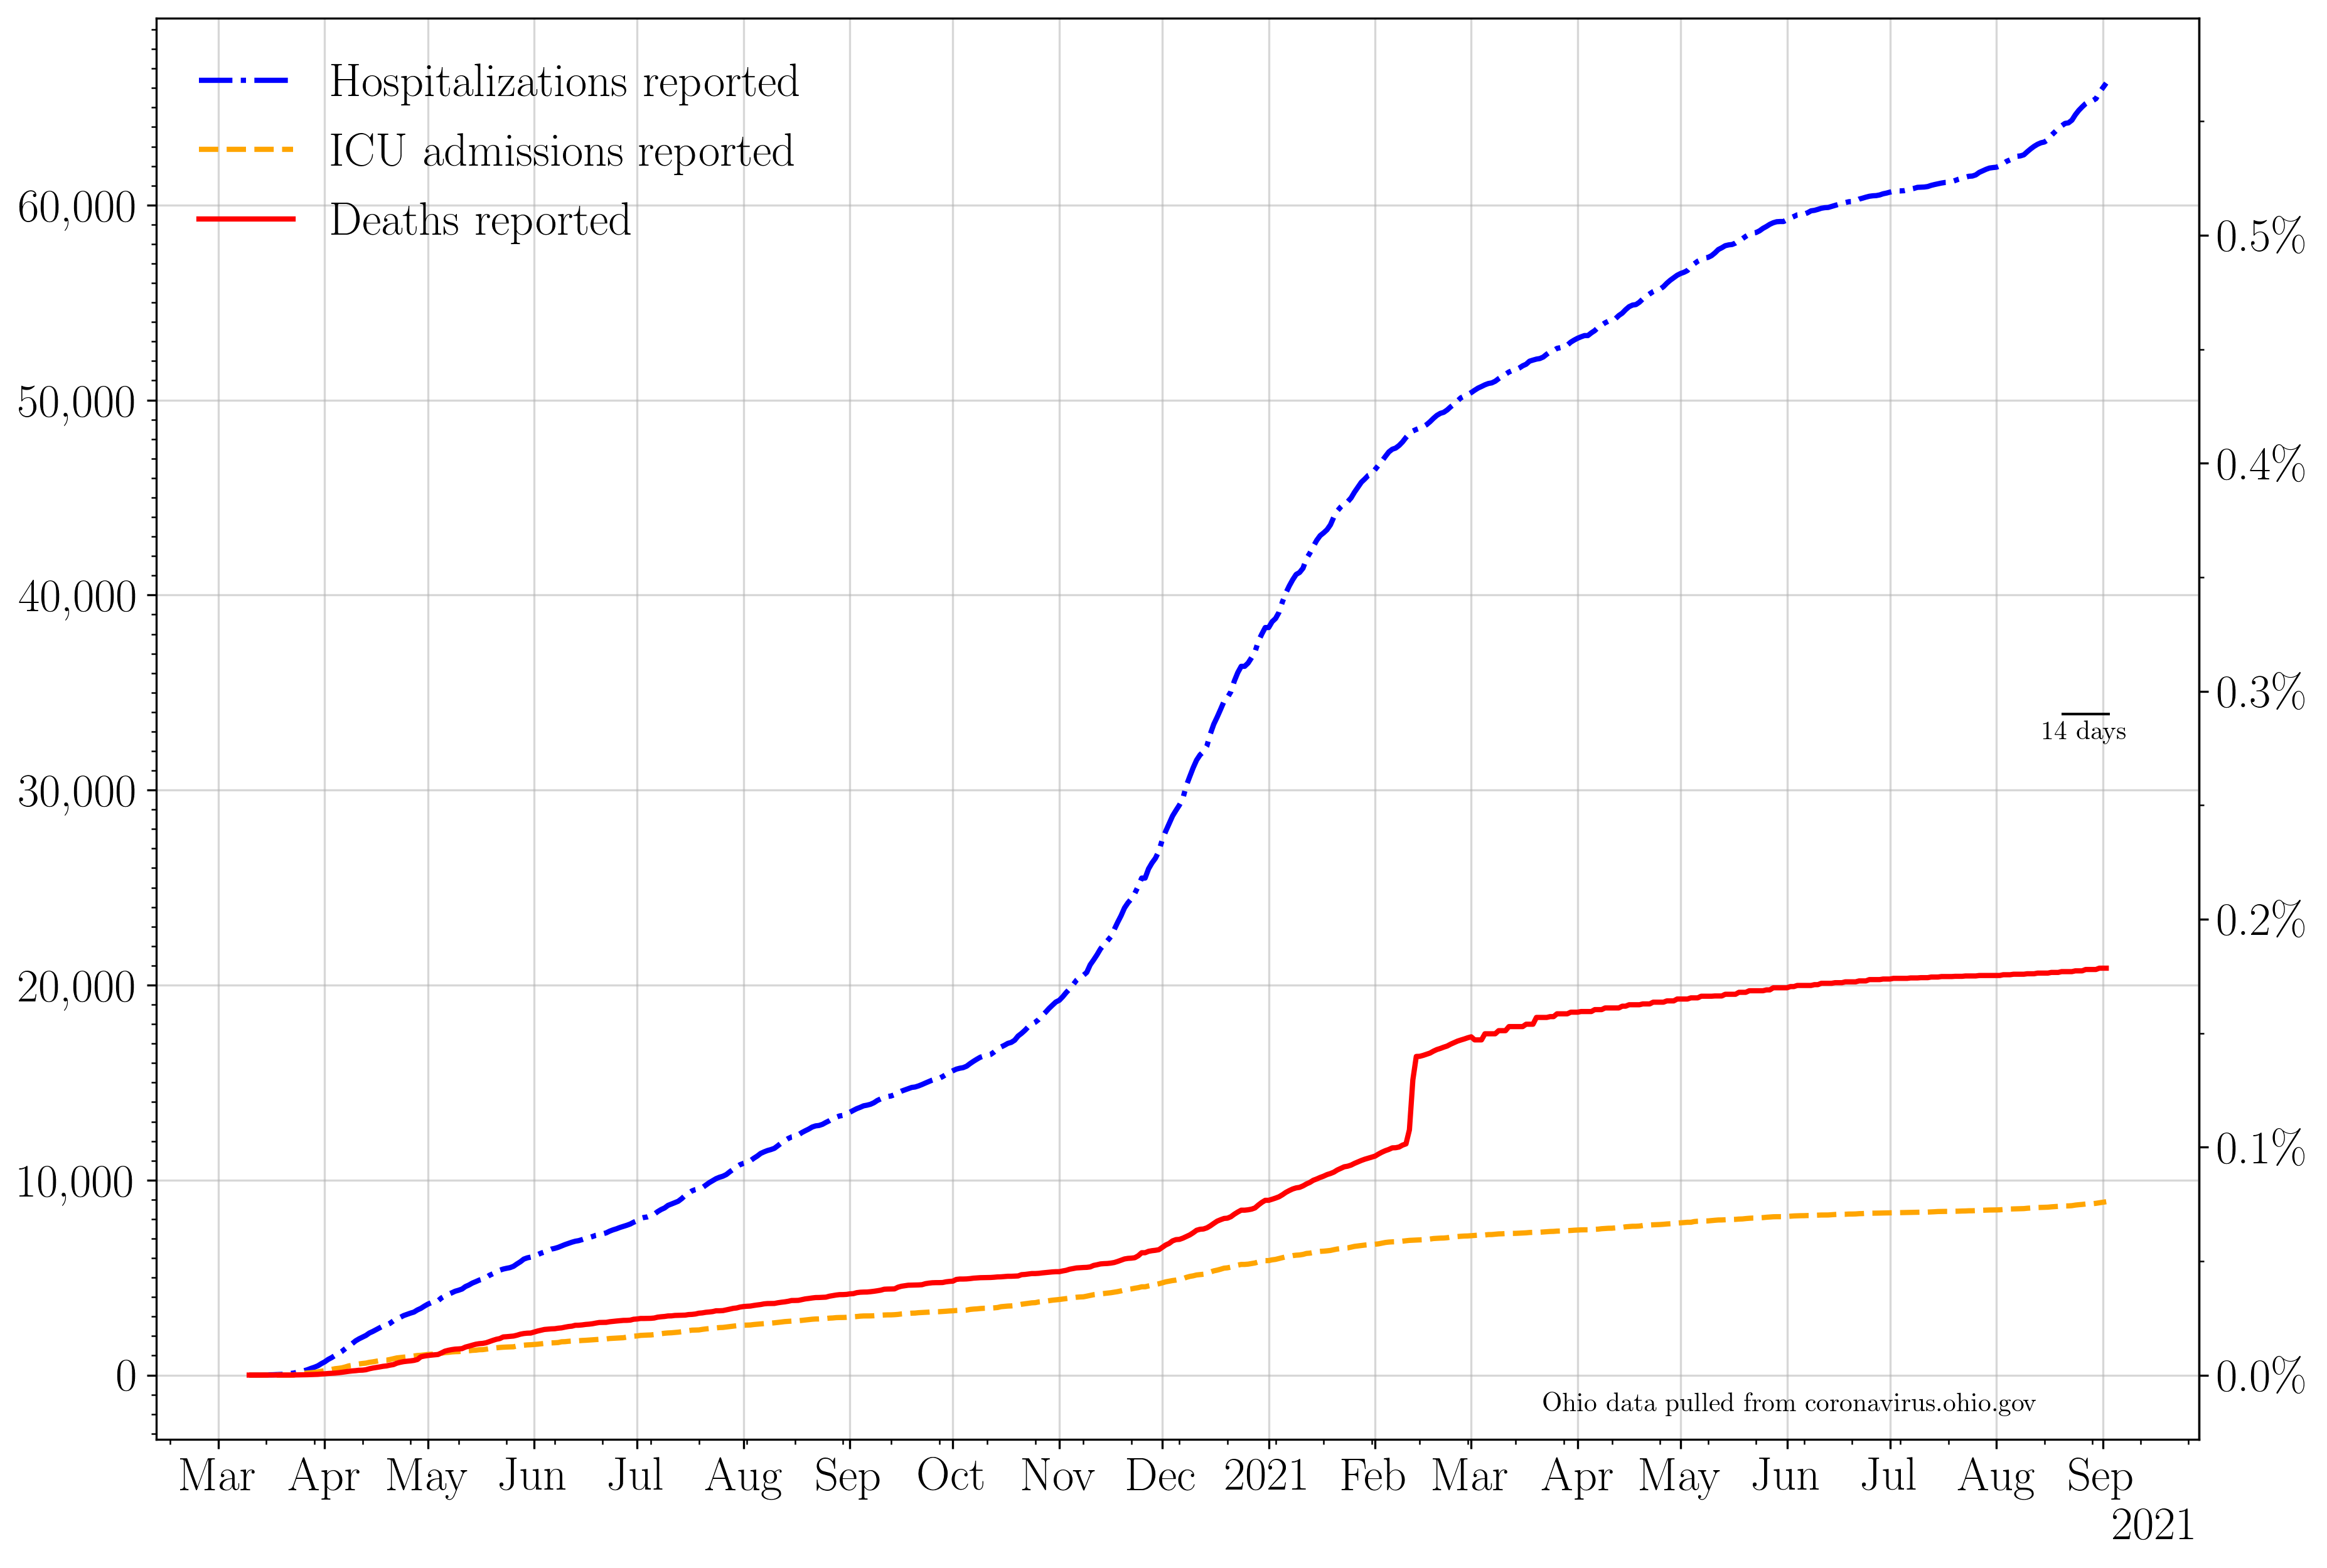 Hospitalizations reported
ICU admissions reported
Deaths reported
60,000
50,000
40,000
30,000
20,000
10,000
0
0.5%
0.4%
0.3%
0.2%
0.1%
0.0%
14 days
Ohio data pulled from coronavirus.ohio.gov
Mar Apr May Jun Jul Aug Sep Oct Nov Dec 2021 Feb Mar Apr May Jun Jul Aug Sep
2021